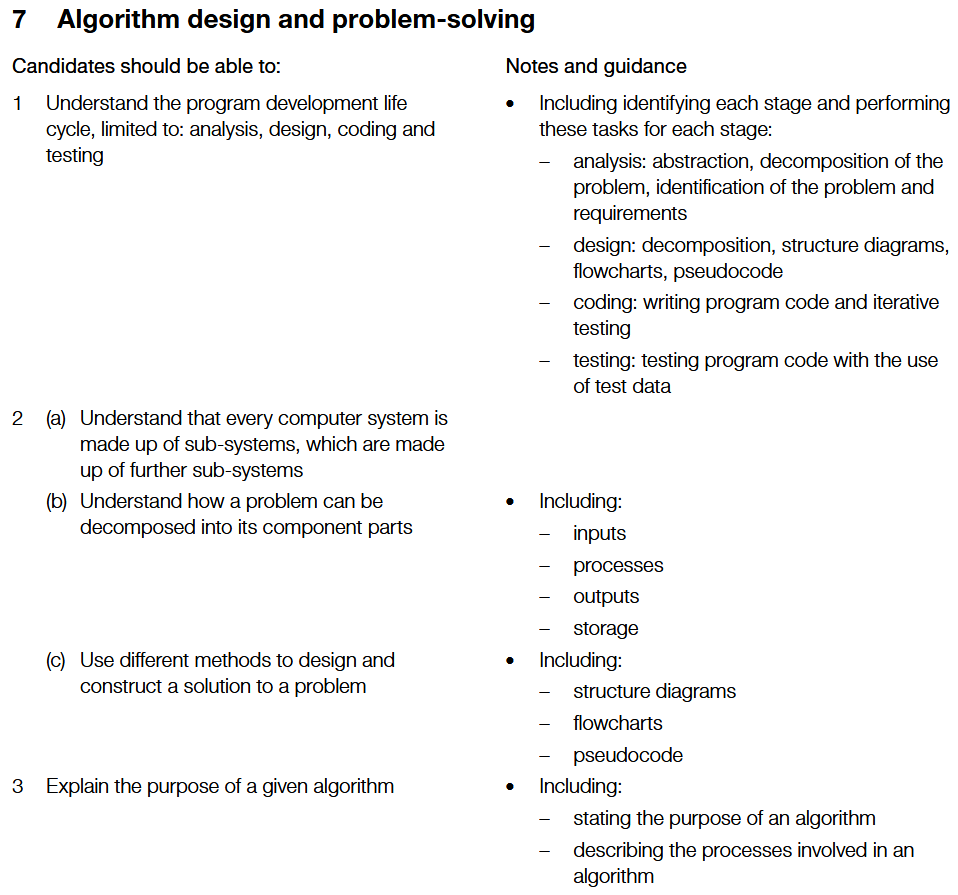 7 Algorithm design and problem-solving
Candidates should be able to:
Notes and guidance
1 Understand the program development life
cycle, limited to: analysis, design, coding and
testing
• Including identifying each stage and performing
these tasks for each stage:
– analysis: abstraction, decomposition of the
problem, identification of the problem and
requirements
– design: decomposition, structure diagrams,
flowcharts, pseudocode
– coding: writing program code and iterative
testing
– testing: testing program code with the use
of test data
2 (a) Understand that every computer system is
made up of sub-systems, which are made
up of further sub-systems
(b) Understand how a problem can be
decomposed into its component parts
• Including:
– inputs
– processes
– outputs
– storage
(c) Use different methods to design and
construct a solution to a problem
• Including:
– structure diagrams
– flowcharts
– pseudocode
3 Explain the purpose of a given algorithm
• Including:
– stating the purpose of an algorithm
– describing the processes involved in an
algorithm